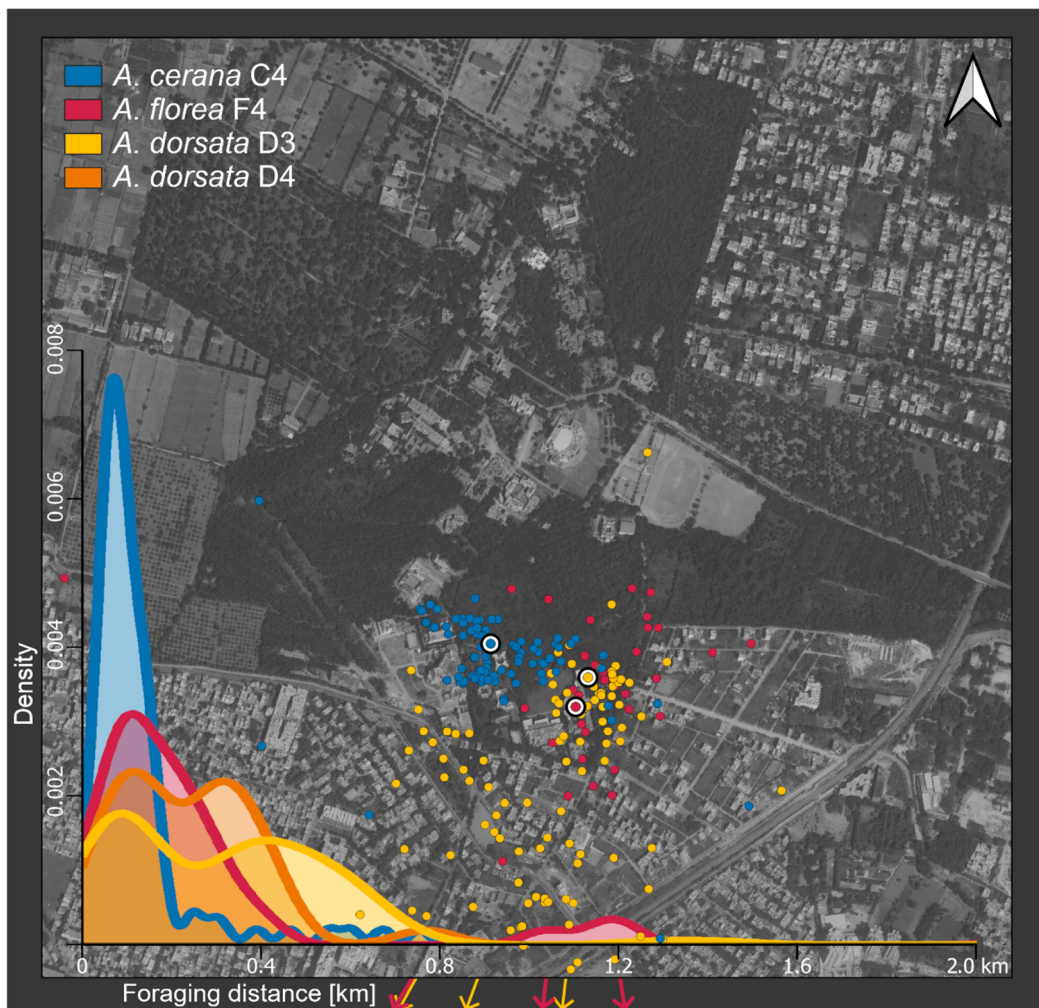 A. cerana C4
A. florea F4
A. dorsata D3
A. dorsata D4
0.008
0.006
0.004
0.002
Density
0 0.4 0.8 1.2 1.6 2.0 km
Foraging distance [km]